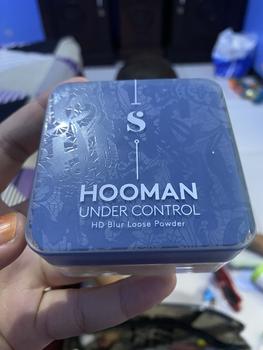 S
HOOMAN
UNDER CONTROL
HD Blur Loose Powder